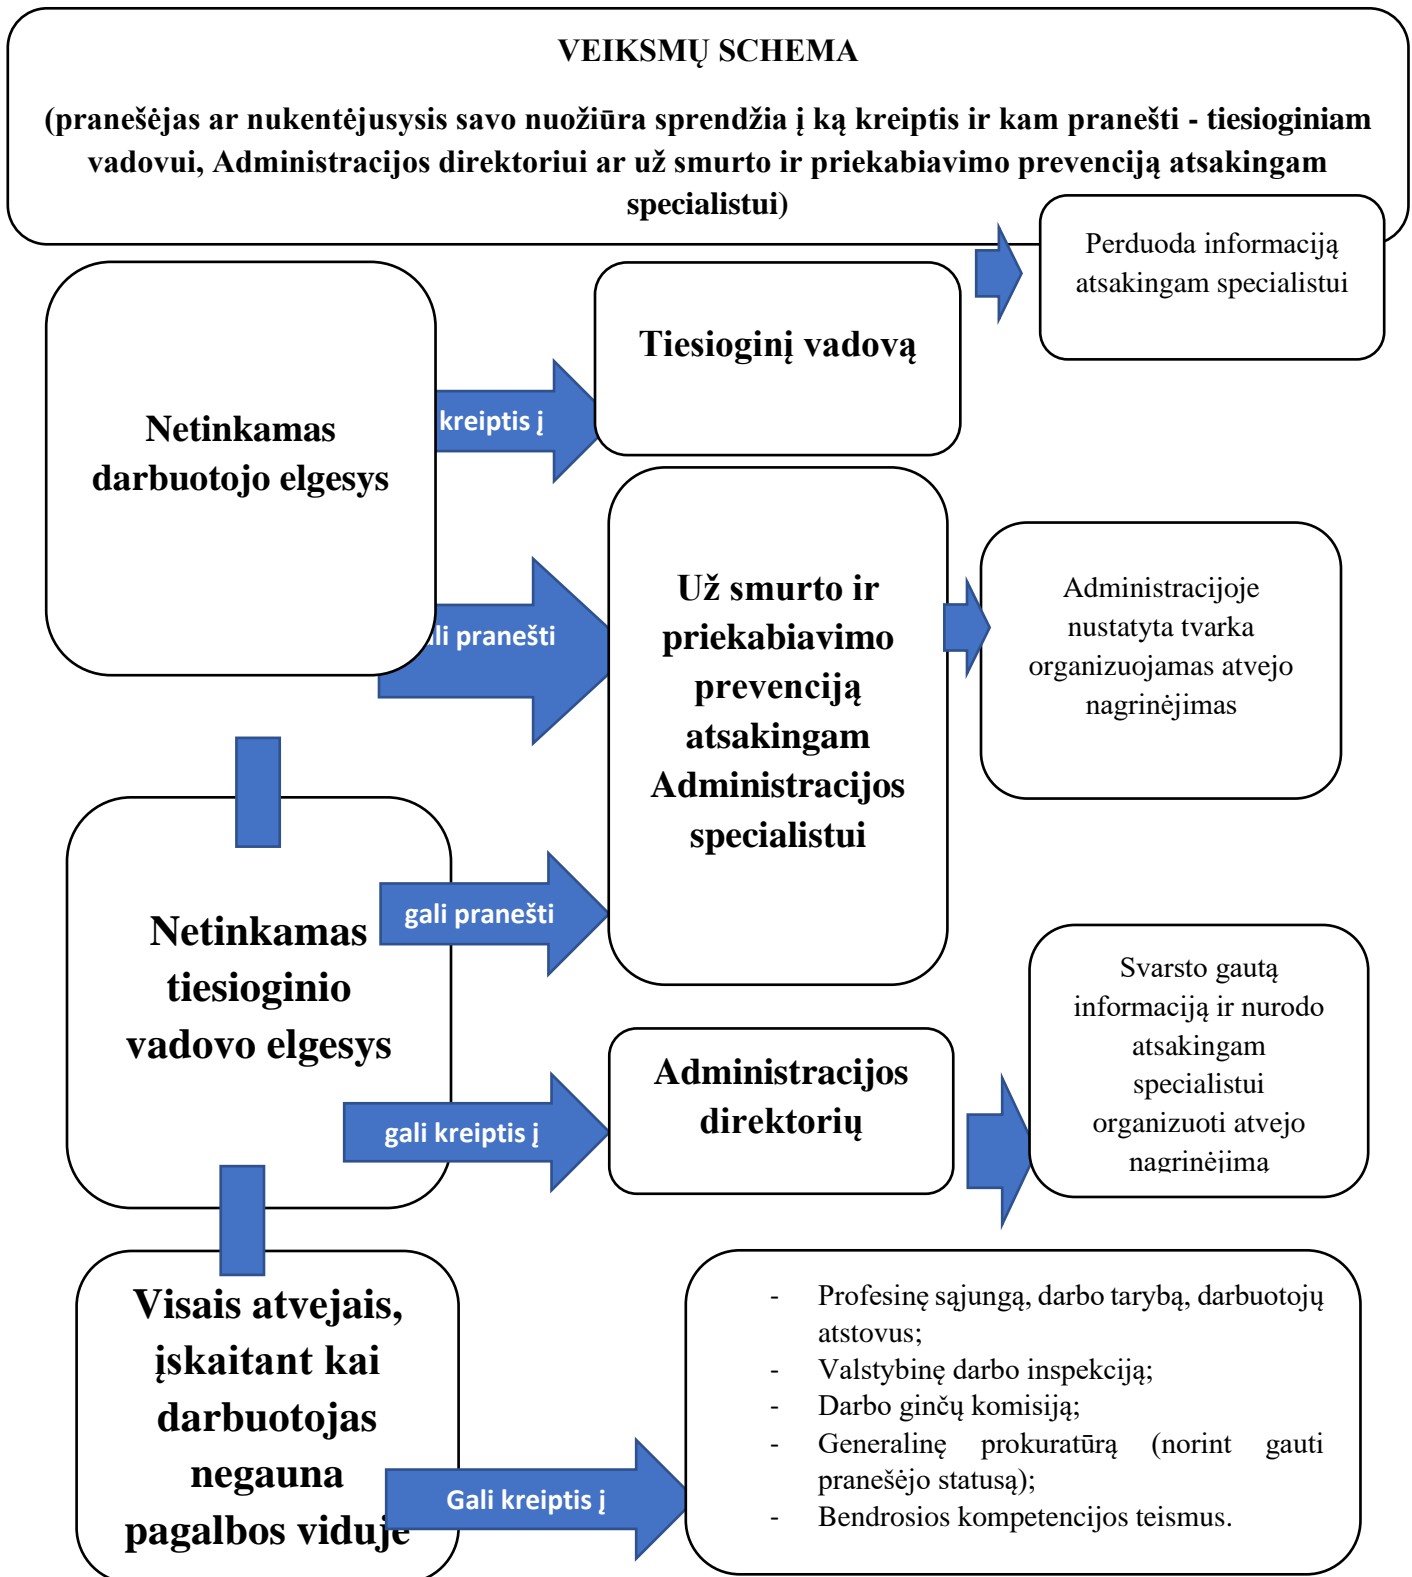 VEIKSMŲ SCHEMA
(pranešėjas ar nukentėjusysis savo nuožiūra sprendžia į ką kreiptis ir kam pranešti - tiesioginiam
vadovui, Administracijos direktoriui ar už smurto ir priekabiavimo prevenciją atsakingam
specialistui)
Perduoda informaciją
atsakingam specialistui
Netinkamas
darbuotojo elgesys
kreiptis į
Tiesioginį vadovą
li pranešti
Už smurto ir
priekabiavimo
prevenciją
atsakingam
Administracijos
specialistui
Administracijoje
nustatyta tvarka
organizuojamas atvejo
nagrinėjimas
Netinkamas
tiesioginio
vadovo elgesys
gali pranešti
gali kreiptis į
Administracijos
direktorių
Svarsto gautą
informaciją ir nurodo
atsakingam
specialistui
organizuoti atvejo
nagrinėjimą
Visais atvejais,
įskaitant kai
darbuotojas
negauna
pagalbos viduje
Gali kreiptis į
- Profesinę sąjungą, darbo tarybą, darbuotojų
atstovus;
- Valstybinę darbo inspekciją;
- Darbo ginčų komisiją;
- Generalinę prokuratūrą (norint gauti
pranešėjo statusą);
- Bendrosios kompetencijos teismus.